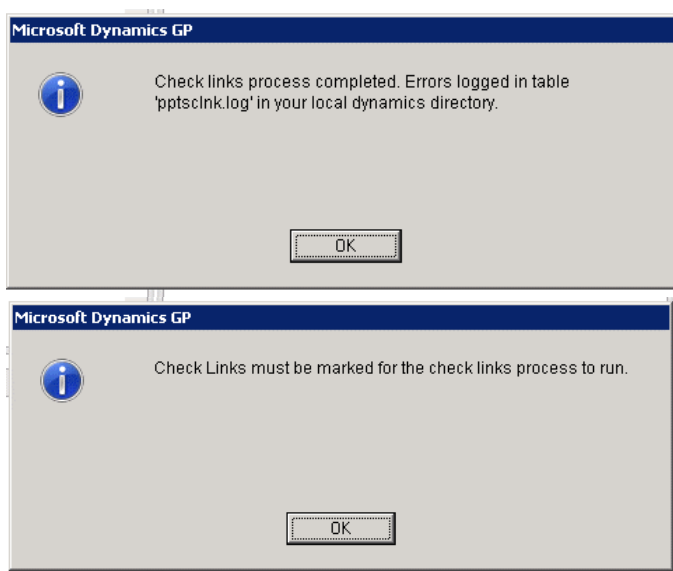 Microsoft Dynamics GP
Check links process completed. Errors logged in table
'pptsclnk.log' in your local dynamics directory.
OK
Microsoft Dynamics GP
Check Links must be marked for the check links process to run.
OK